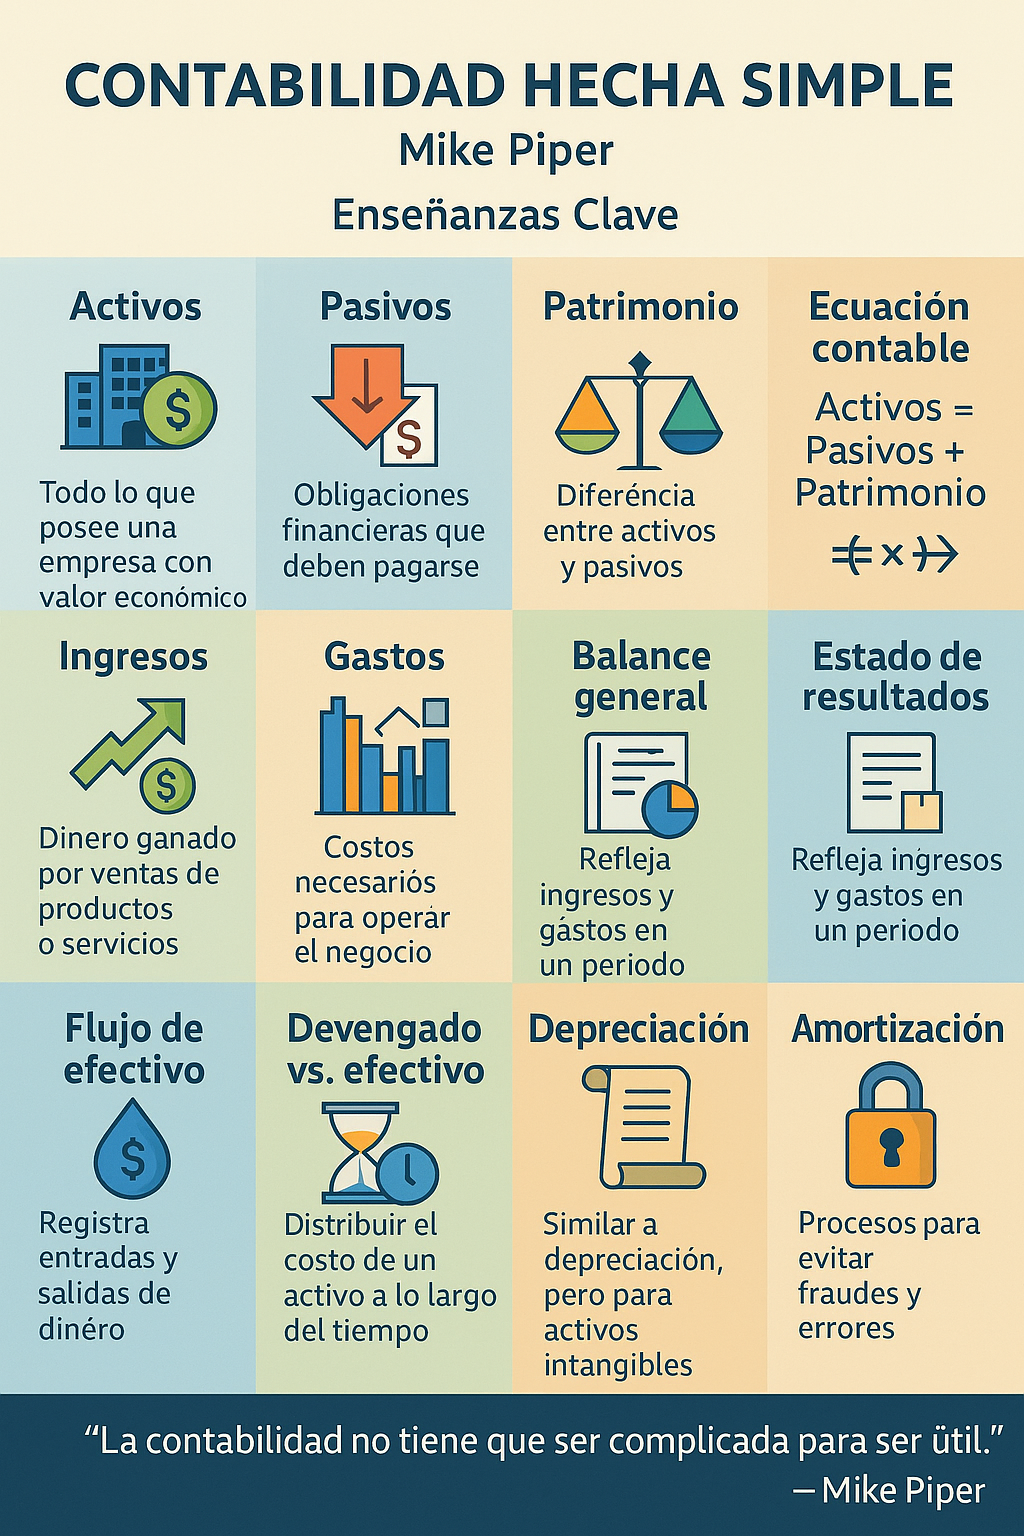 CONTABILIDAD HECHA SIMPLE
Mike Piper
Enseñanzas Clave
Activos
Todo lo que
posee una
empresa con
valor económico
Pasivos
Obligaciones
financieras que
deben pagarse
Patrimonio
Diferéncia
entre activos
y pasivos
Ecuación
contable
Activos =
Pasivos +
Patrimonio
Ingresos
Dinero ganado
por ventas de
productos
o servicios
Gastos
Costos
necesariós
para operár
el negocio
Balance
general
Refleja
ingresos y
gástos en
un periodo
Estado de
resultados
Refleja inġresos
y gastos en
un periodo
Flujo de
efectivo
$
Registra
entradas y
salidas de
dinéro
Devengado
vs. efectivo
Distribuir el
costo de un
activo a lo largo
del tiempo
Depreciación
Similar a
depreciación,
pero para
activos
intangibles
Amortización
Procesos para
evitar
fraudes y
errores
“La contabilidad no tiene que ser complicada para ser ütil.”
– Mike Piper